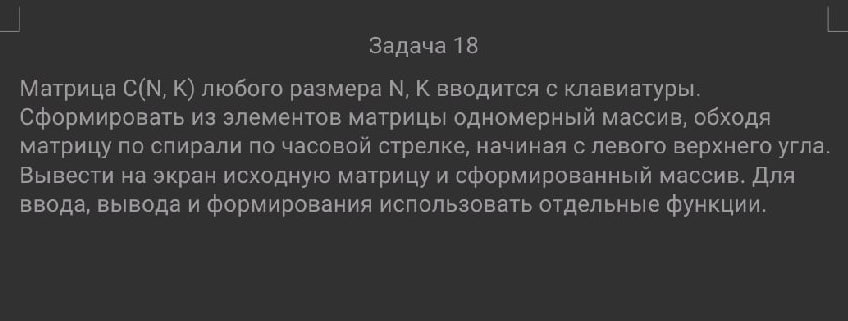 Задача 18
Матрица C(N, K) любого размера N, K вводится с клавиатуры.
Сформировать из элементов матрицы одномерный массив, обходя
матрицу по спирали по часовой стрелке, начиная с левого верхнего угла.
Вывести на экран исходную матрицу и сформированный массив. Для
ввода, вывода и формирования использовать отдельные функции.